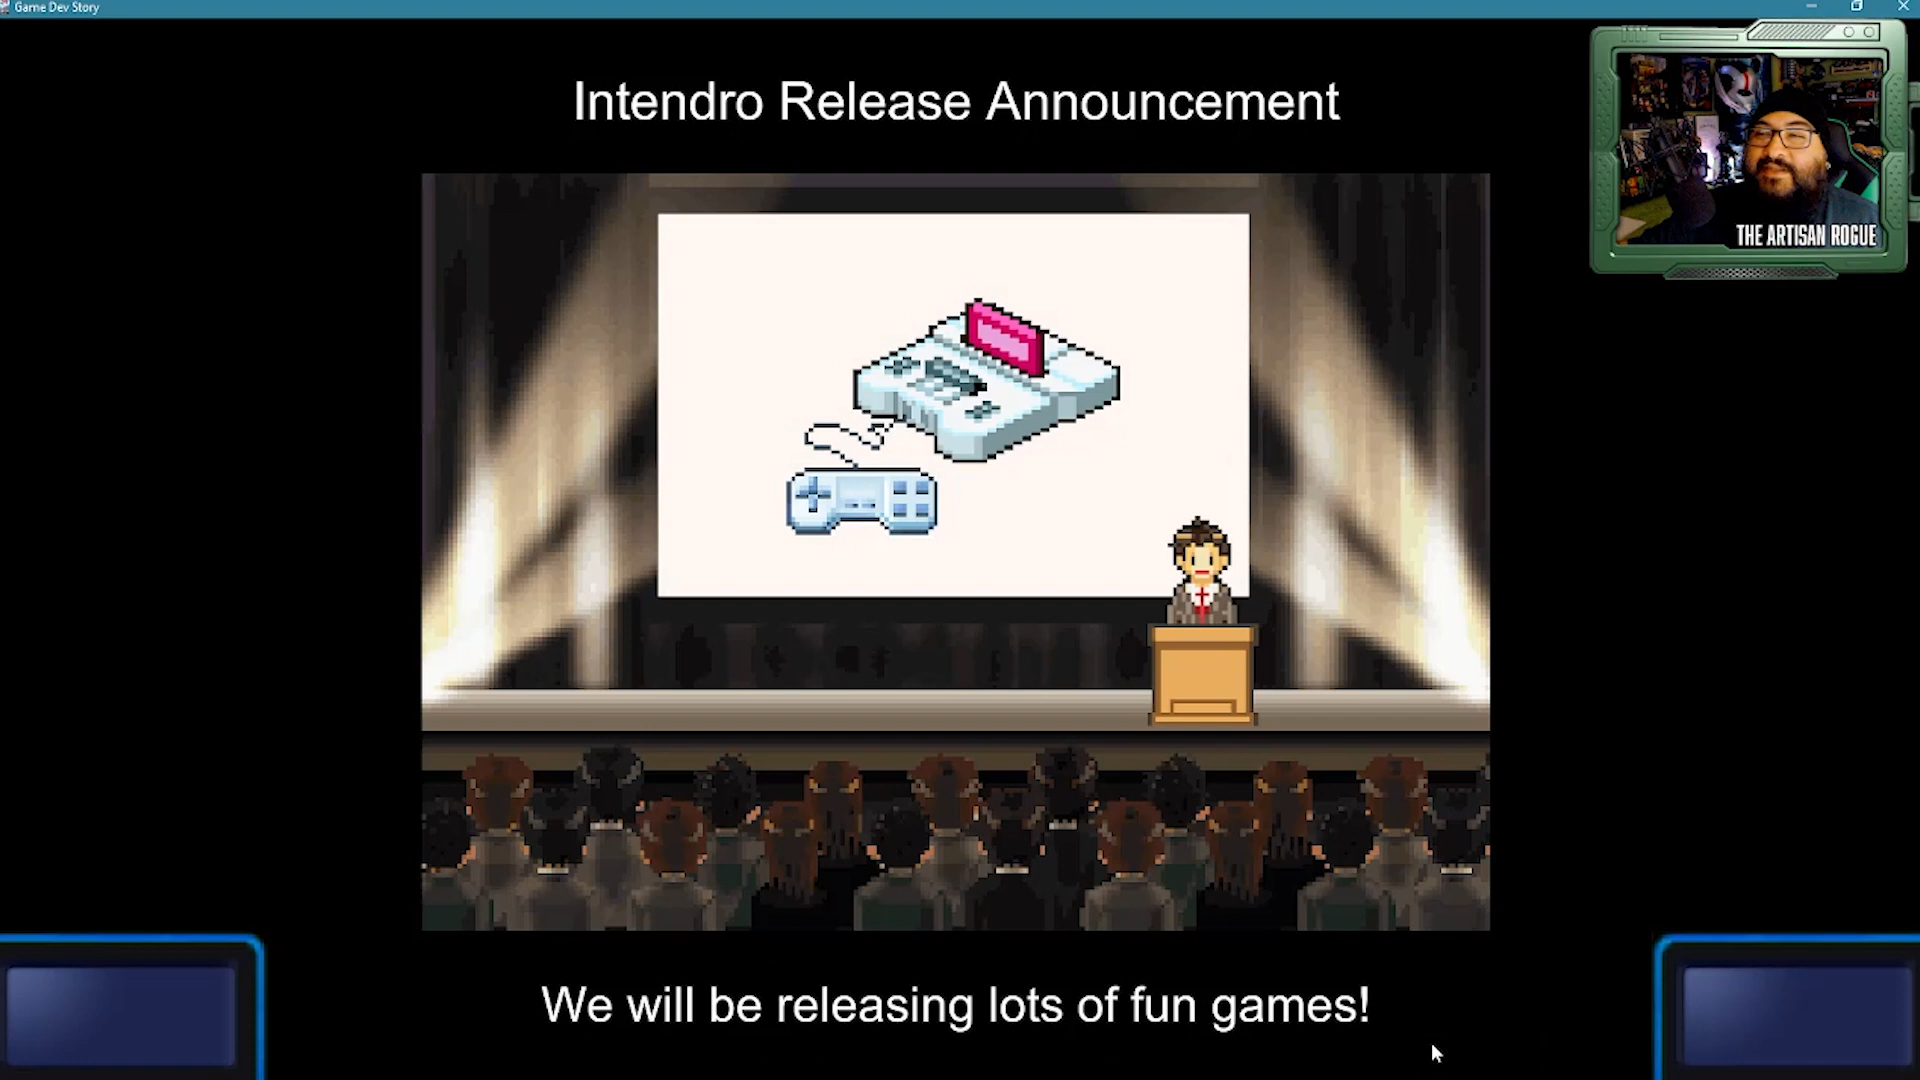 Game Dev Story
Intendro Release Announcement
THE ARTISAN ROGUE
We will be releasing lots of fun games!